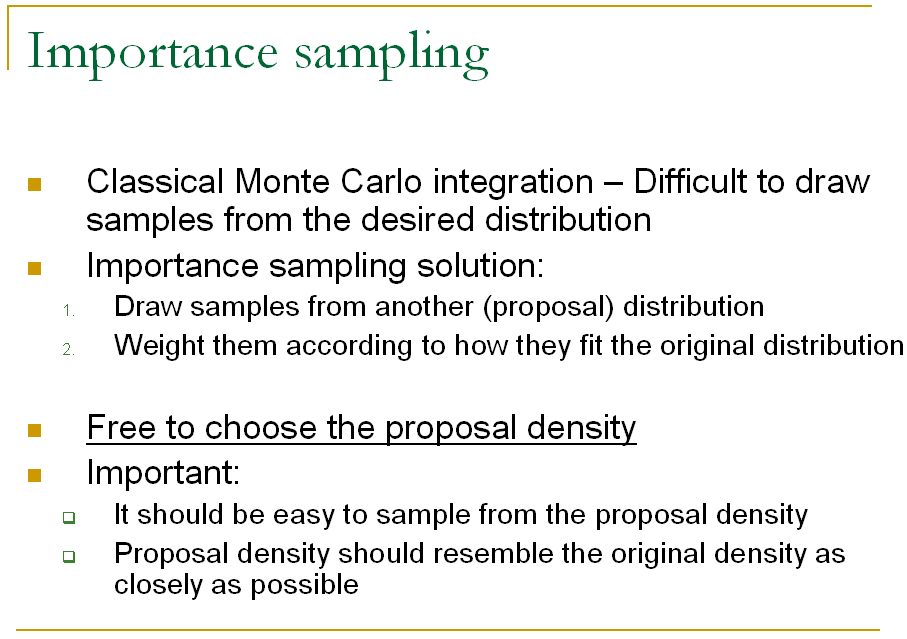 Importance sampling
Classical Monte Carlo integration – Difficult to draw
samples from the desired distribution
Importance sampling solution:
1. Draw samples from another (proposal) distribution
2. Weight them according to how they fit the original distribution
Free to choose the proposal density
Important:
It should be easy to sample from the proposal density
Proposal density should resemble the original density as
closely as possible